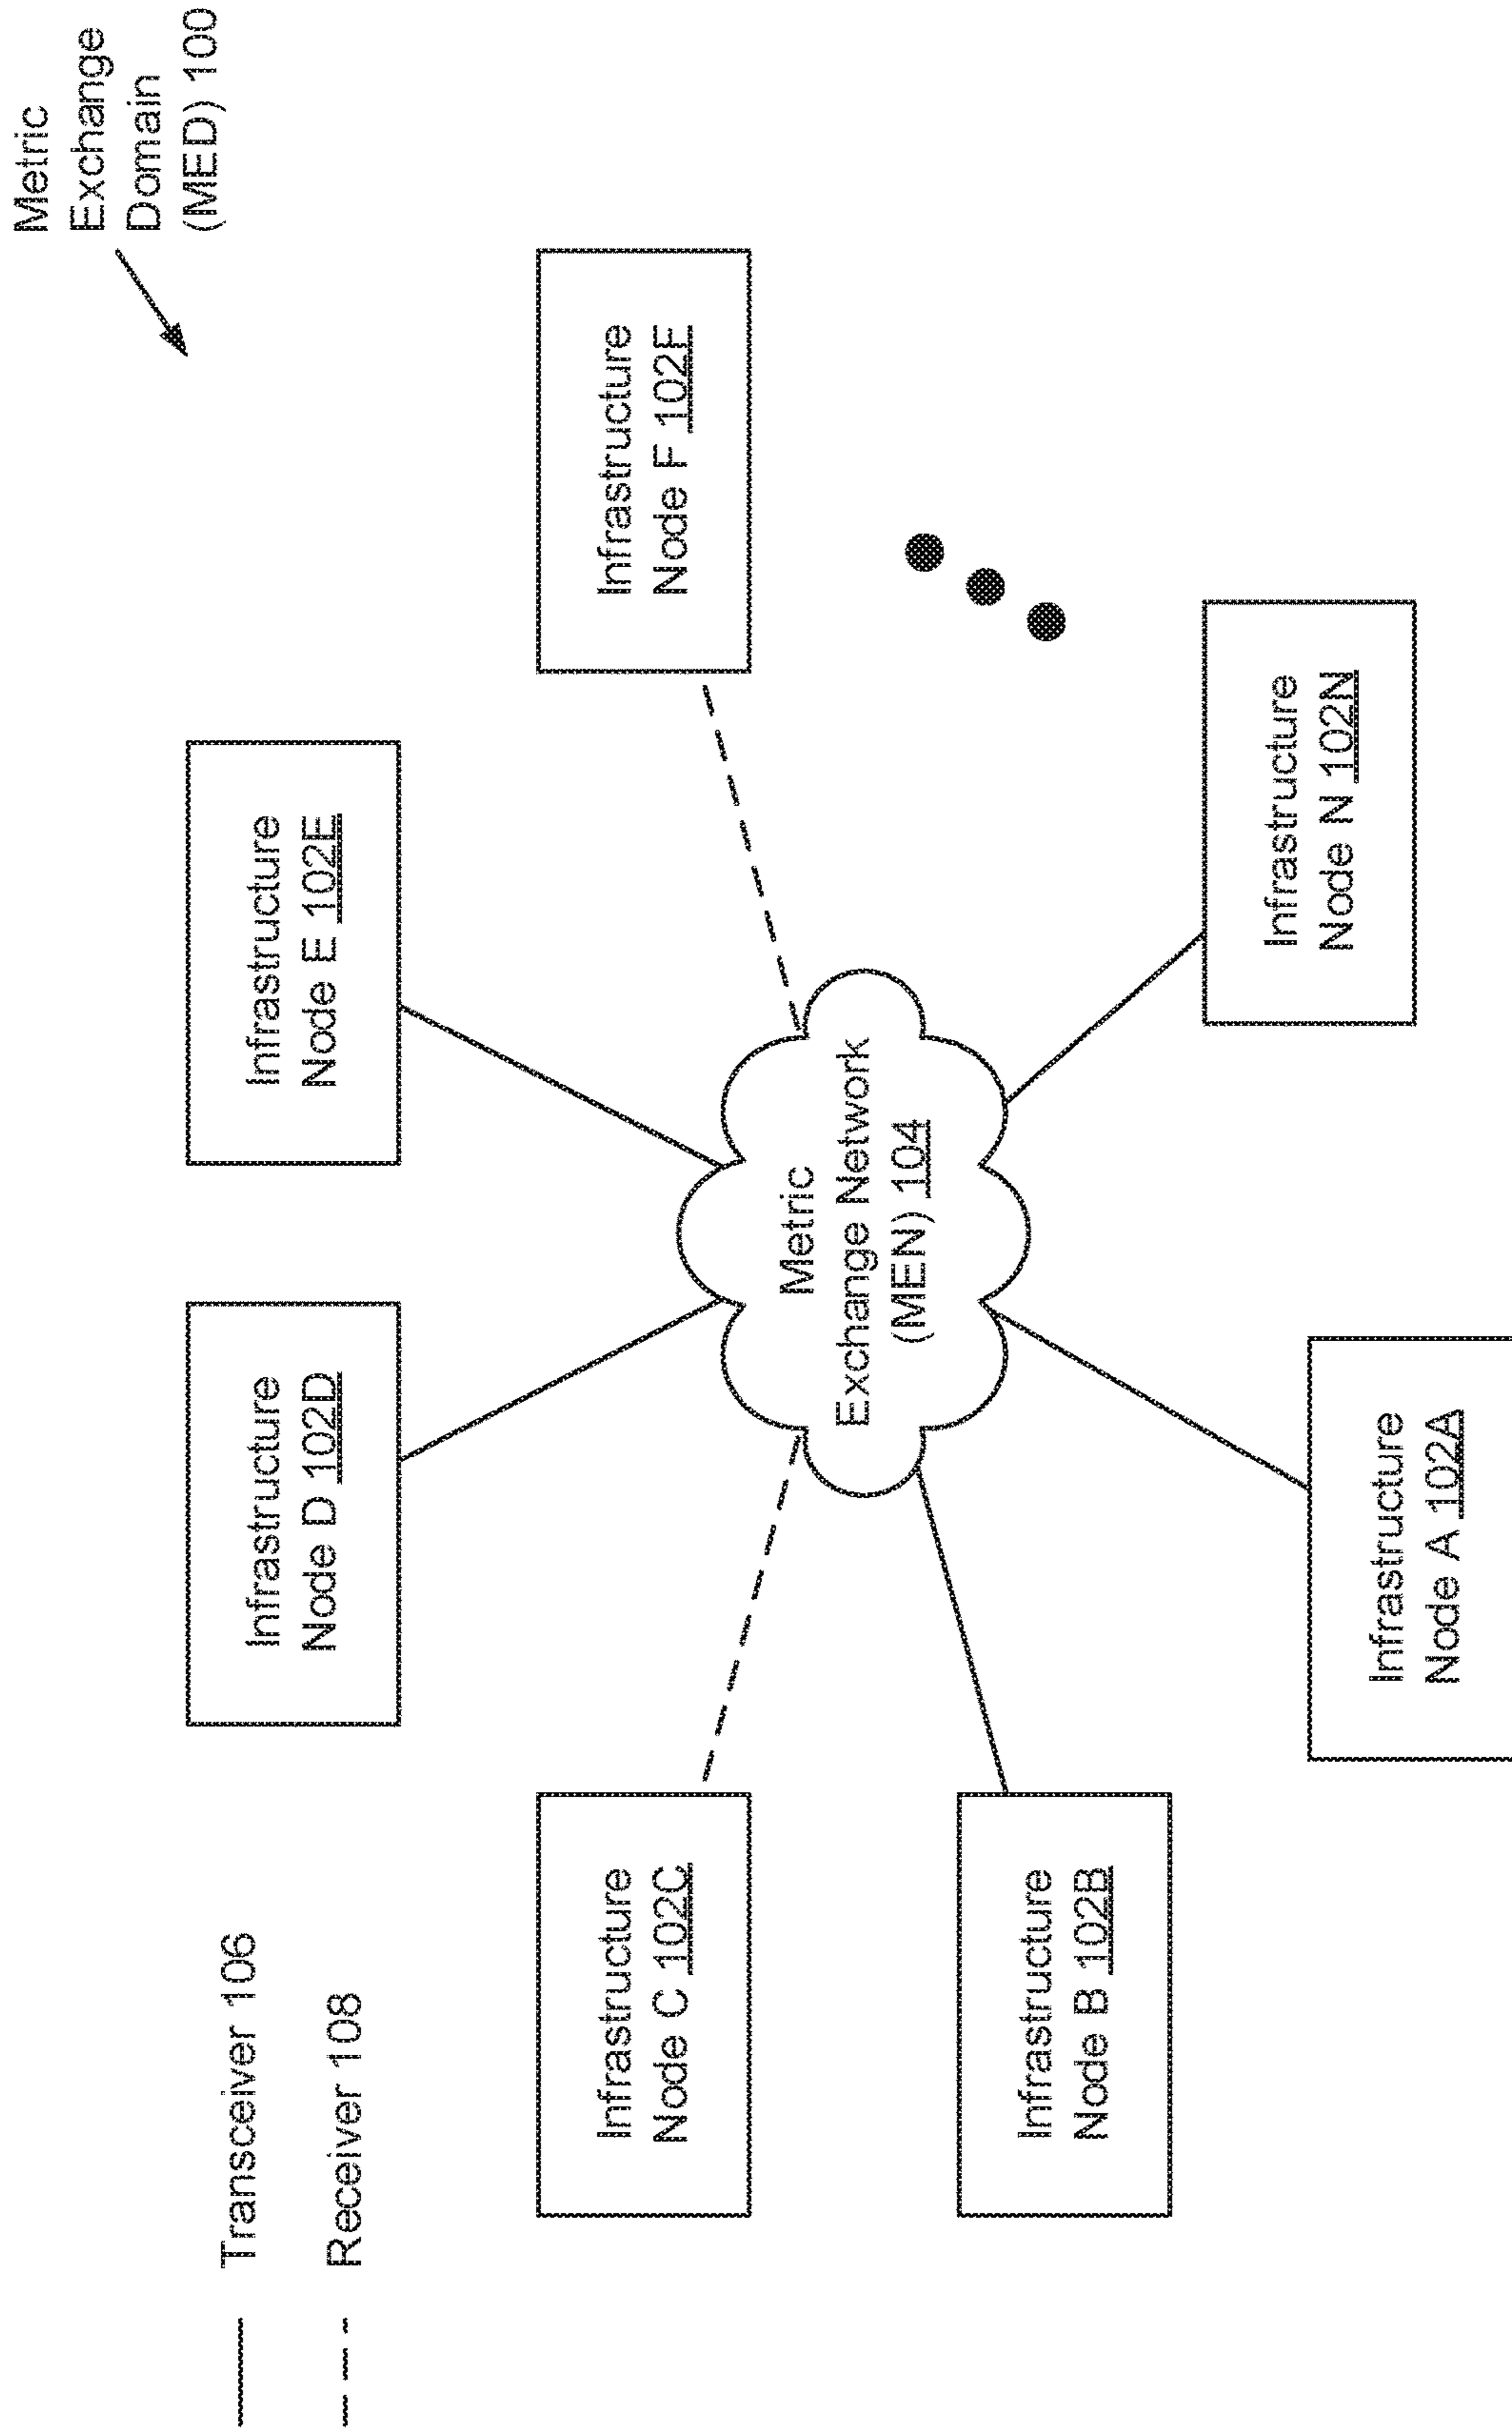 Metric
Exchange
Domain
(MED) 100
Transceiver 106
Receiver 108
Infrastructure
Node D 102D
Infrastructure
Node E 102E
Infrastructure
Node C 102C
Infrastructure
Node F 102F
Metric
Exchange Network
(MEN) 104
Infrastructure
Node B 102B
Infrastructure
Node N 102N
Infrastructure
Node A 102A